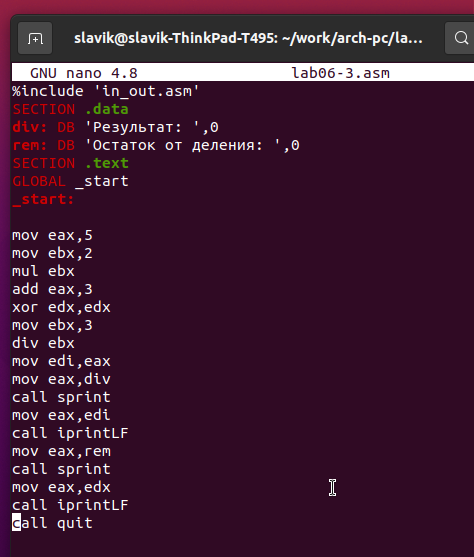 slavik@slavik-ThinkPad-T495: ~/work/arch-pc/la...
GNU nano 4.8 lab06-3.asm
%include 'in_out.asm'
SECTION .data
div: DB 'Результат: ',0
rem: DB 'Остаток от деления: ',0
SECTION .text
GLOBAL _start
_start:
mov eax,5
mov ebx,2
mul ebx
add eax,3
xor edx,edx
mov ebx,3
div ebx
mov edi,eax
mov eax,div
call sprint
mov eax,edi
call iprintLF
mov eax,rem
call sprint
mov eax,edx
call iprintLF
call quit